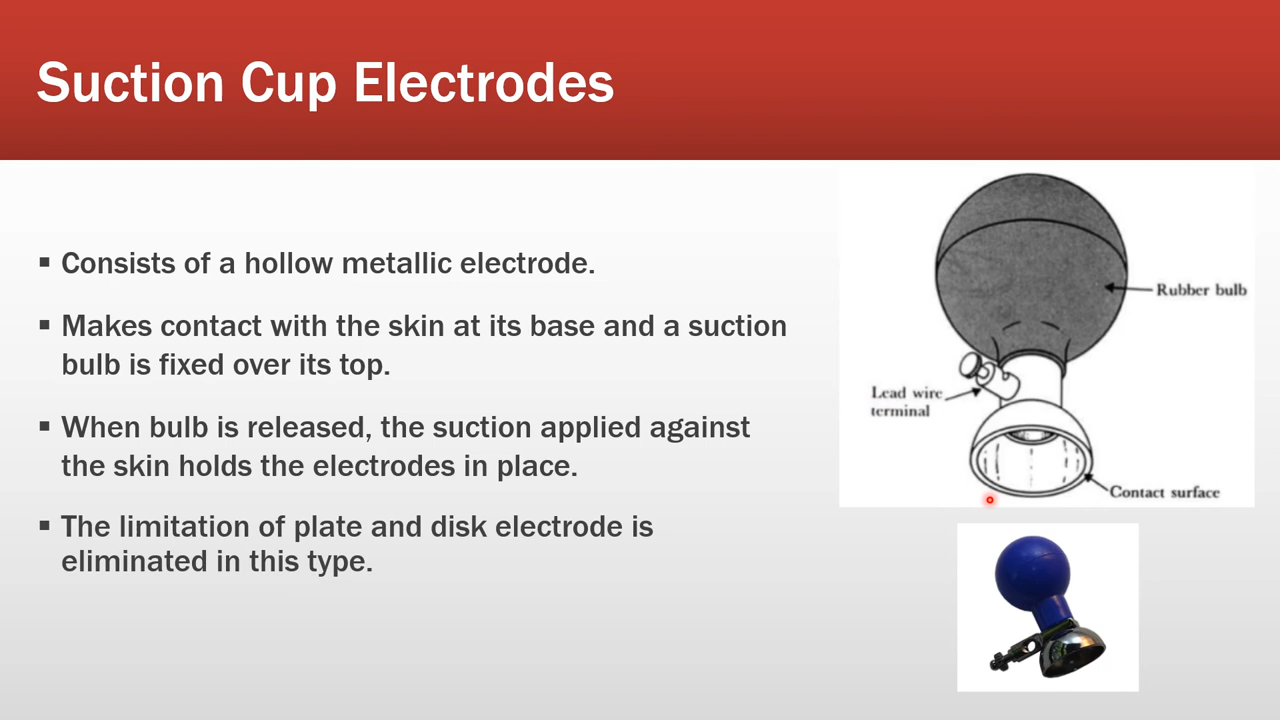 Suction Cup Electrodes
▪ Consists of a hollow metallic electrode.
▪ Makes contact with the skin at its base and a suction
bulb is fixed over its top.
▪ When bulb is released, the suction applied against
the skin holds the electrodes in place.
▪ The limitation of plate and disk electrode is
eliminated in this type.
Rubber bulb
Lead wire
terminal
Contact surface